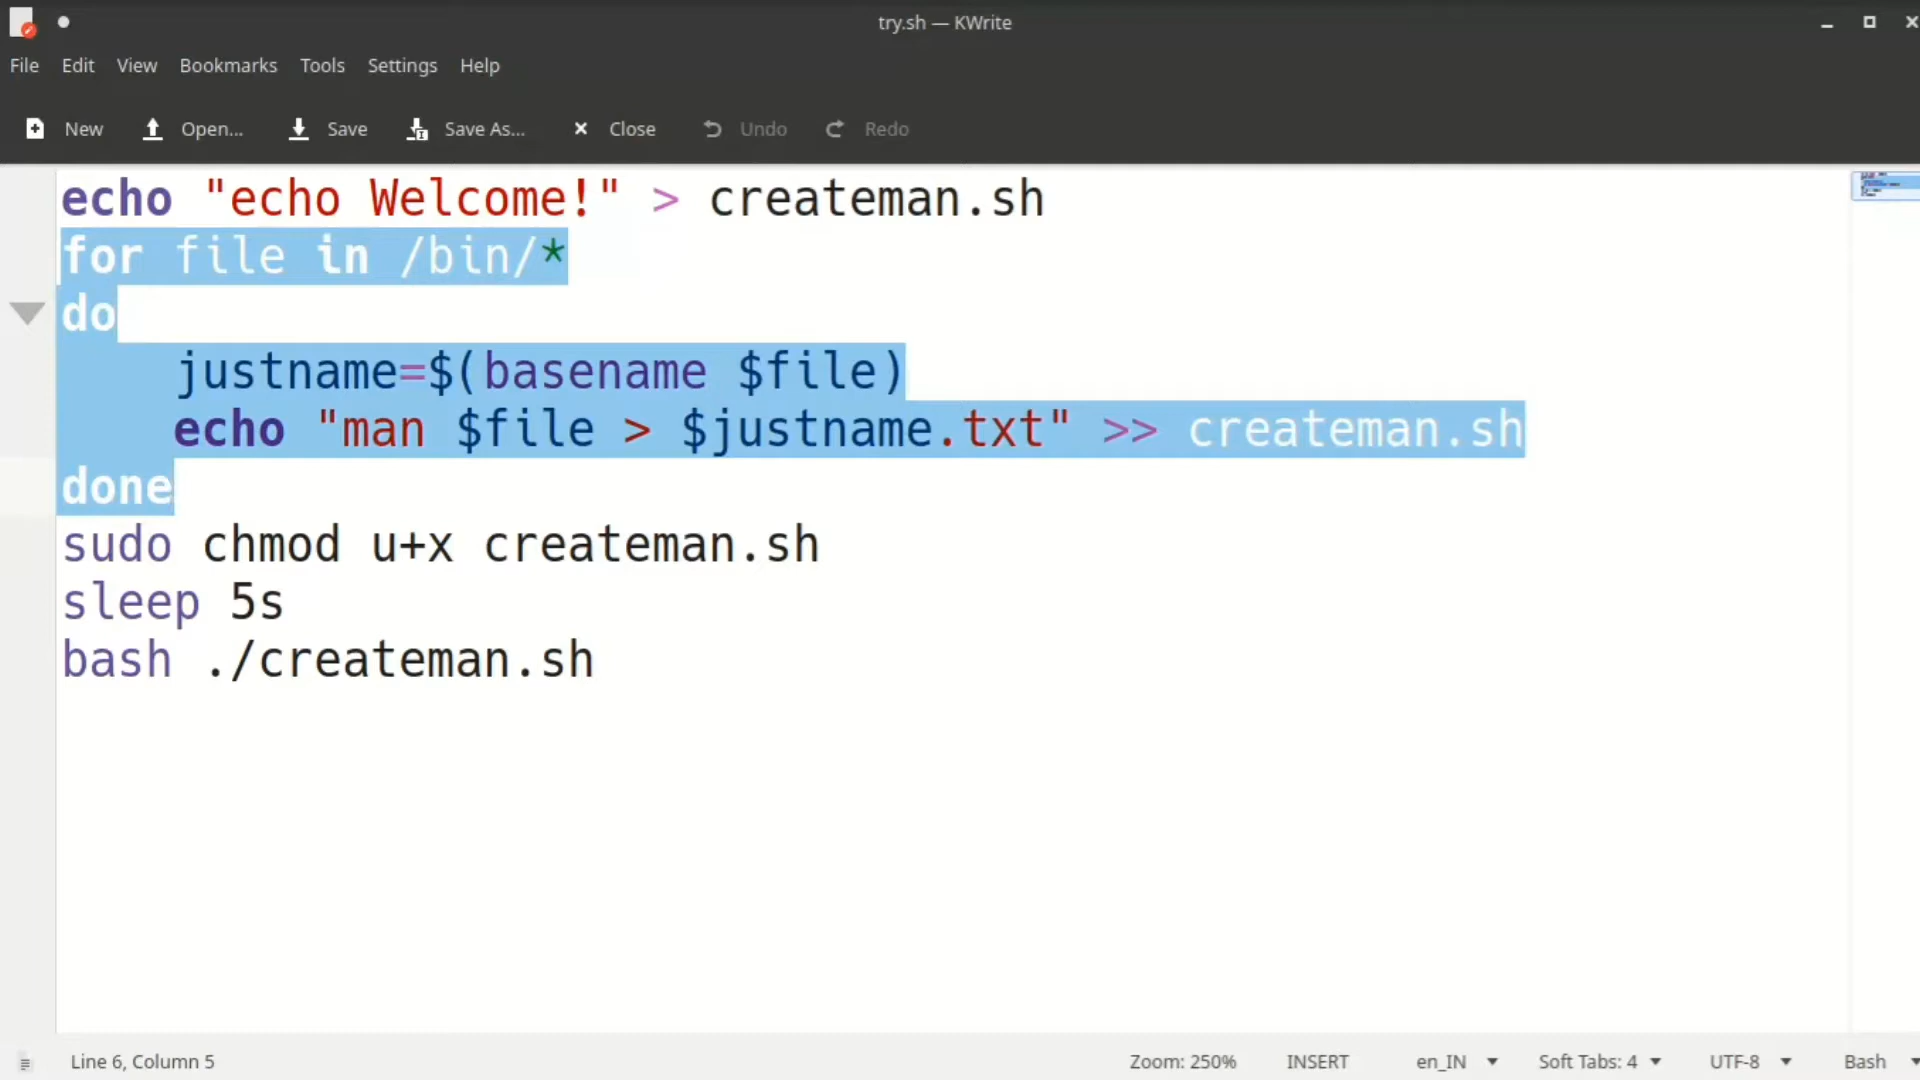 try.sh — KWrite
File Edit View Bookmarks Tools Settings Help
New Open... Save Save As... Close Undo Redo
echo "echo Welcome!" > createman.sh
for file in /bin/*
do
    justname=$(basename $file)
    echo "man $file > $justname.txt" >> createman.sh
done
sudo chmod u+x createman.sh
sleep 5s
bash ./createman.sh
Line 6, Column 5 Zoom: 250% INSERT en_IN Soft Tabs: 4 UTF-8 Bash